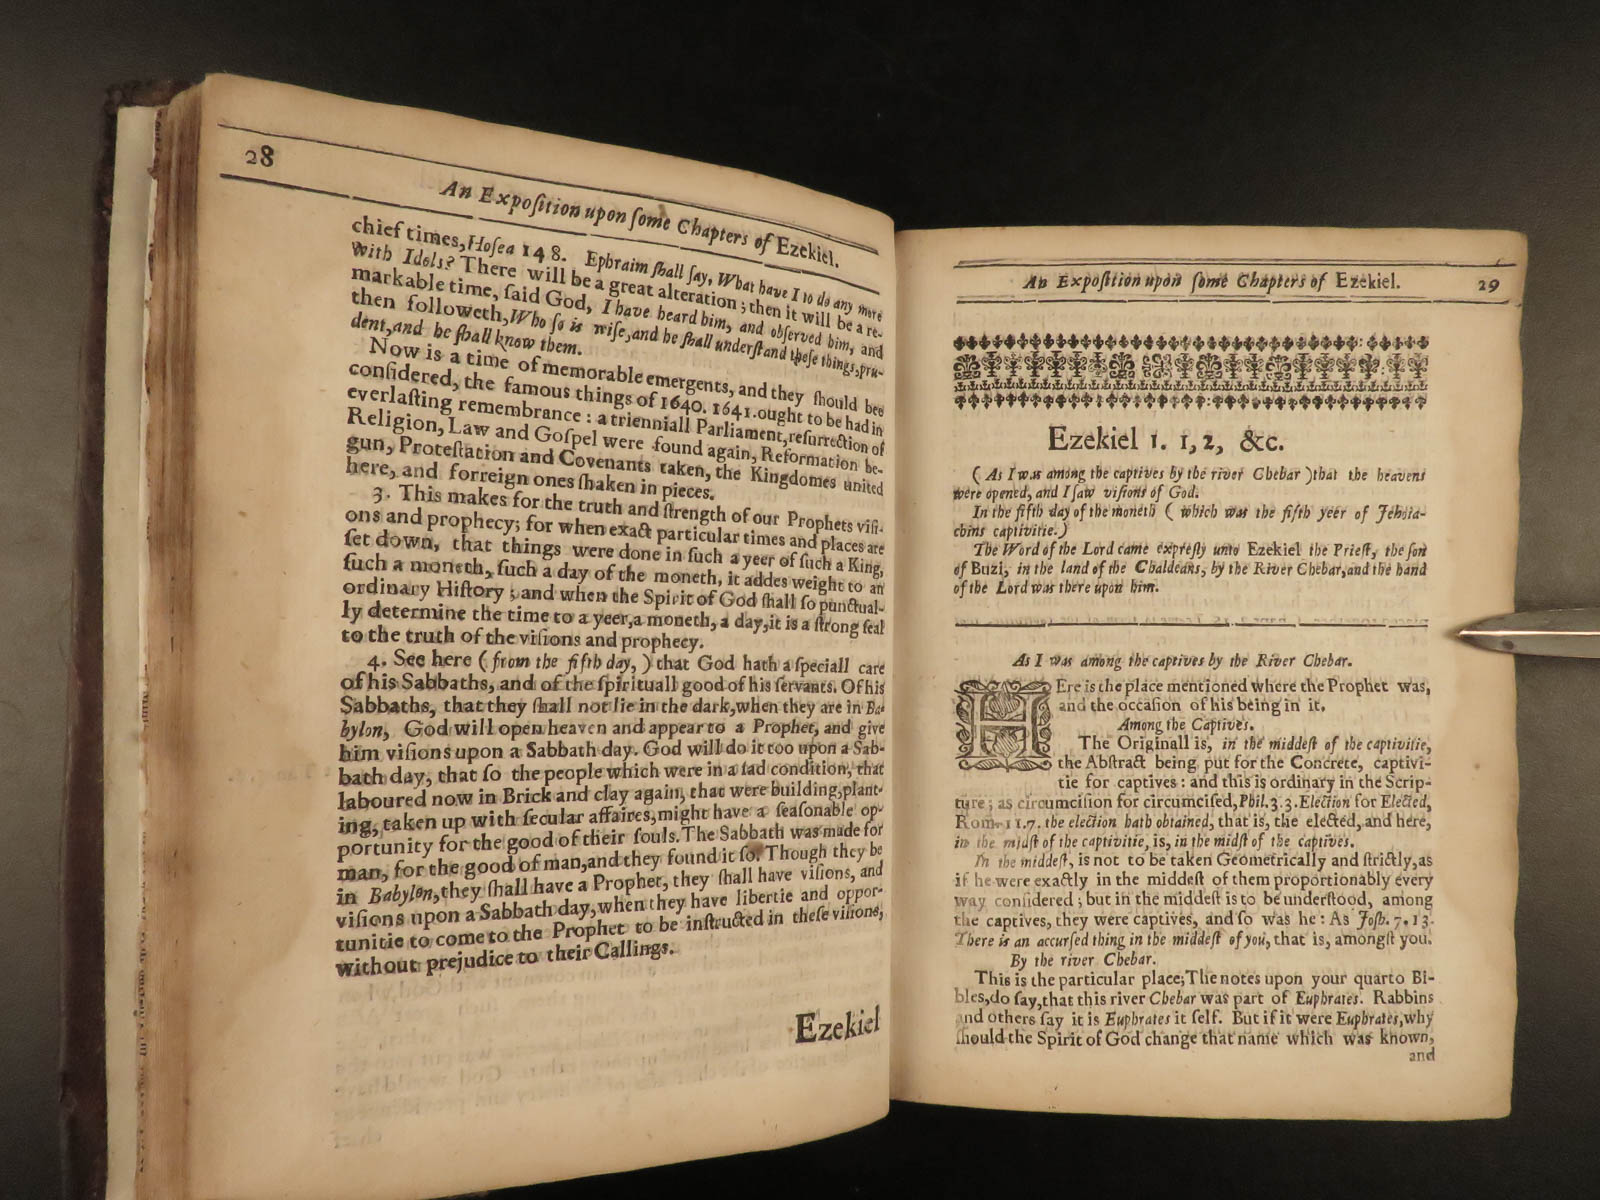 28
An Expoſition upon ſome Chapters of Ezekiel.
chief times, Hoſea 14 8. Ephraim ſhall ſay, What have I to do any more
with Idols? There will be a great alteration; then it will be a re-
markable time, ſaid God, I have heard him, and obſerved him, and
then followeth, Who ſo is wiſe, and he ſhall underſtand theſe things, pru-
dent, and he ſhall know them.
Now is a time of memorable emergents, and they ſhould bee
conſidered, the famous things of 1640. 1641. ought to be had in
everlaſting remembrance: a trienniall Parliament, reſurrection of
Religion, Law and Goſpel were found again, Reformation be-
gun, Proteſtation and Covenants taken, the Kingdomes united
here, and forreign ones ſhaken in pieces.
3. This makes for the truth and ſtrength of our Prophets viſi-
ons and prophecy; for when exact particular times and places are
ſet down, that things were done in ſuch a yeer of ſuch a King,
ſuch a moneth, ſuch a day of the moneth, it addes weight to an
ordinary Hiſtory; and when the Spirit of God ſhall ſo punctual-
ly determine the time to a yeer, a moneth, a day, it is a ſtrong ſeal
to the truth of the viſions and prophecy.
4. See here (from the fifth day,) that God hath a ſpeciall care
of his Sabbaths, and of the ſpirituall good of his ſervants. Of his
Sabbaths, that they ſhall not lie in the dark, when they are in Ba-
bylon, God will open heaven and appear to a Prophet, and give
him viſions upon a Sabbath day. God will do it too upon a Sab-
bath day, that ſo the people which were in a ſad condition, that
laboured now in Brick and clay again, that were building, plant-
ing, taken up with ſecular affaires, might have a ſeaſonable op-
portunity for the good of their ſouls. The Sabbath was made for
man, for the good of man, and they found it ſo. Though they be
in Babylon, they ſhall have a Prophet, they ſhall have viſions, and
viſions upon a Sabbath day, when they have libertie and oppor-
tunitie to come to the Prophet to be inſtructed in theſe viſions,
without prejudice to their Callings.
Ezekiel
An Expoſition upon ſome Chapters of Ezekiel. 29
Ezekiel 1. 1, 2, &c.
(As I was among the captives by the river Chebar) that the heavens
were opened, and I ſaw viſions of God.
In the fifth day of the moneth (which was the fifth yeer of Jehoia-
chins captivitie.)
The Word of the Lord came expreſly unto Ezekiel the Prieſt, the ſon
of Buzi, in the land of the Chaldeans, by the River Chebar, and the hand
of the Lord was there upon him.
As I was among the captives by the River Chebar.
HEre is the place mentioned where the Prophet was,
and the occaſion of his being in it.
Among the Captives.
The Originall is, in the middeſt of the captivitie,
the Abſtract being put for the Concrete, captivi-
tie for captives: and this is ordinary in the Scrip-
ture; as circumciſion for circumciſed, Phil. 3. 3. Election for Elected,
Rom. 11. 7. the election hath obtained, that is, the elected, and here,
in the midſt of the captivitie, is, in the midſt of the captives.
In the middeſt, is not to be taken Geometrically and ſtrictly, as
if he were exactly in the middeſt of them proportionably every
way conſidered; but in the middeſt is to be underſtood, among
the captives, they were captives, and ſo was he: As Joſh. 7. 13.
There is an accurſed thing in the middeſt of you, that is, amongſt you.
By the river Chebar.
This is the particular place; The notes upon your quarto Bi-
bles, do ſay, that this river Chebar was part of Euphrates. Rabbins
and others ſay it is Euphrates it ſelf. But if it were Euphrates, why
ſhould the Spirit of God change that name which was known,
and